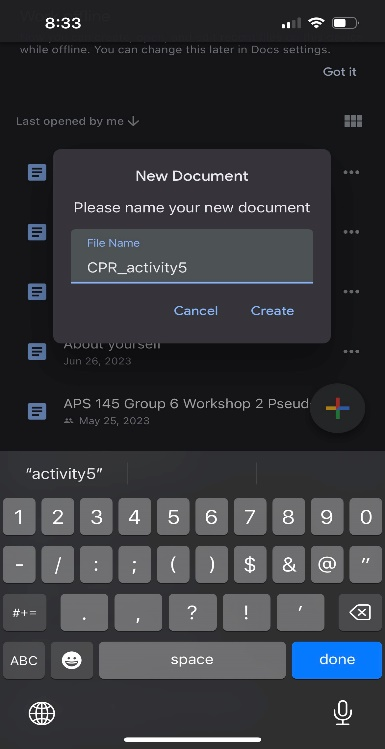 8:33
while offline. You can change this later in Docs settings.
Got it
Last opened by me ↓
New Document
Please name your new document
File Name
CPR_activity5
Cancel Create
About yourself
Jun 26, 2023
APS 145 Group 6 Workshop 2 Pseud
May 25, 2023
"activity5"
1 2 3 4 5 6 7 8 9 0
- / : ; ( ) $ & @ "
#+= . , ? ! '
ABC space done